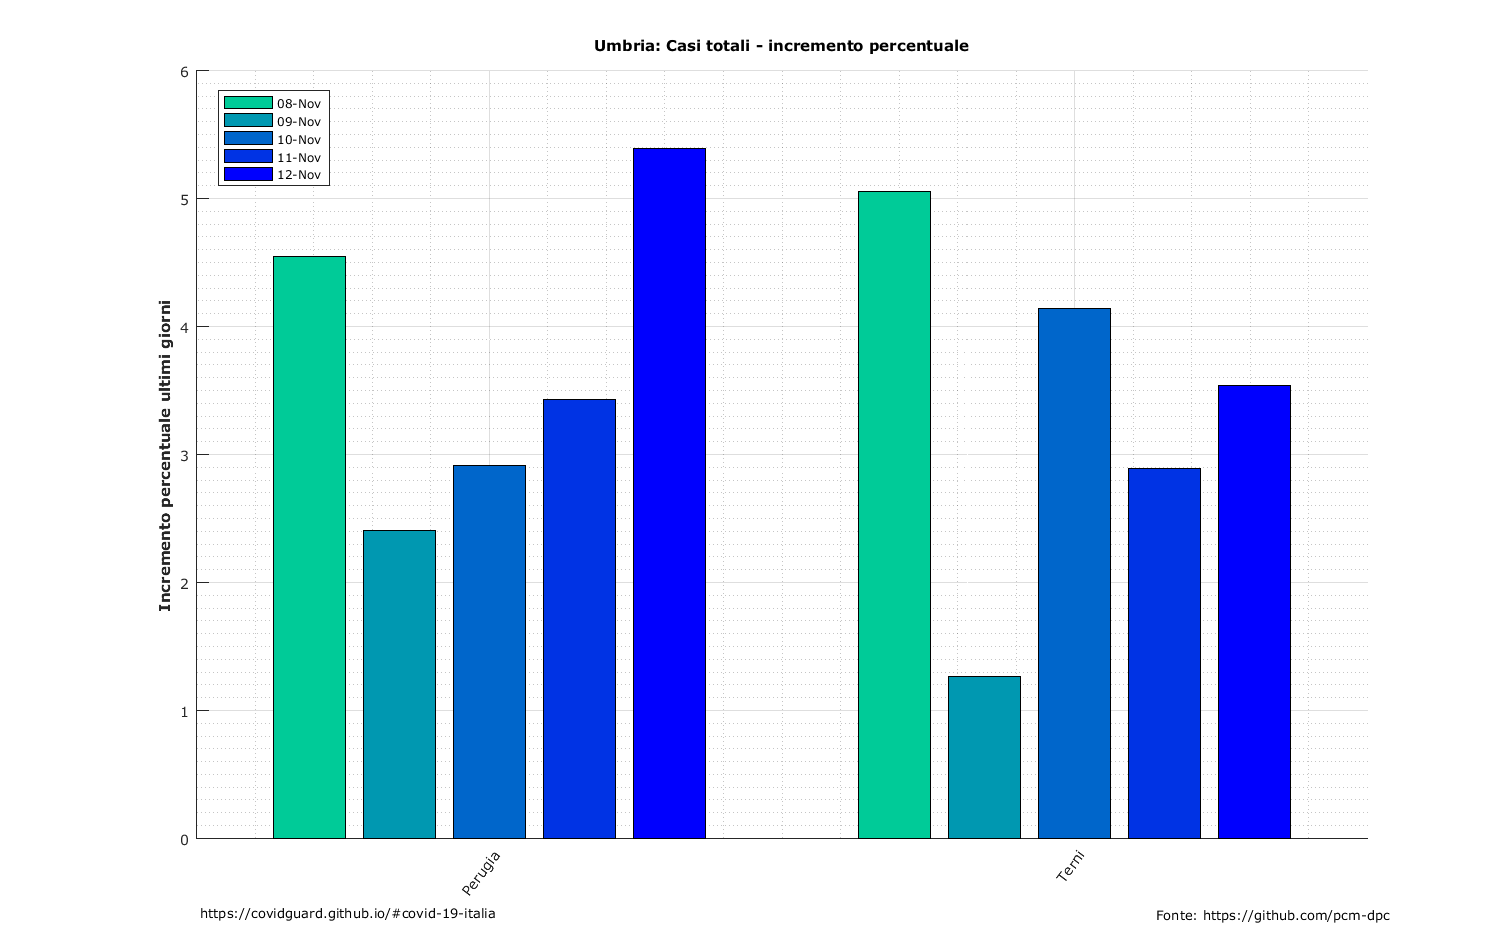 Umbria: Casi totali - incremento percentuale
6
5
4
3
2
1
0
Incremento percentuale ultimi giorni
08-Nov
09-Nov
10-Nov
11-Nov
12-Nov
Perugia
Terni
https://covidguard.github.io/#covid-19-italia
Fonte: https://github.com/pcm-dpc